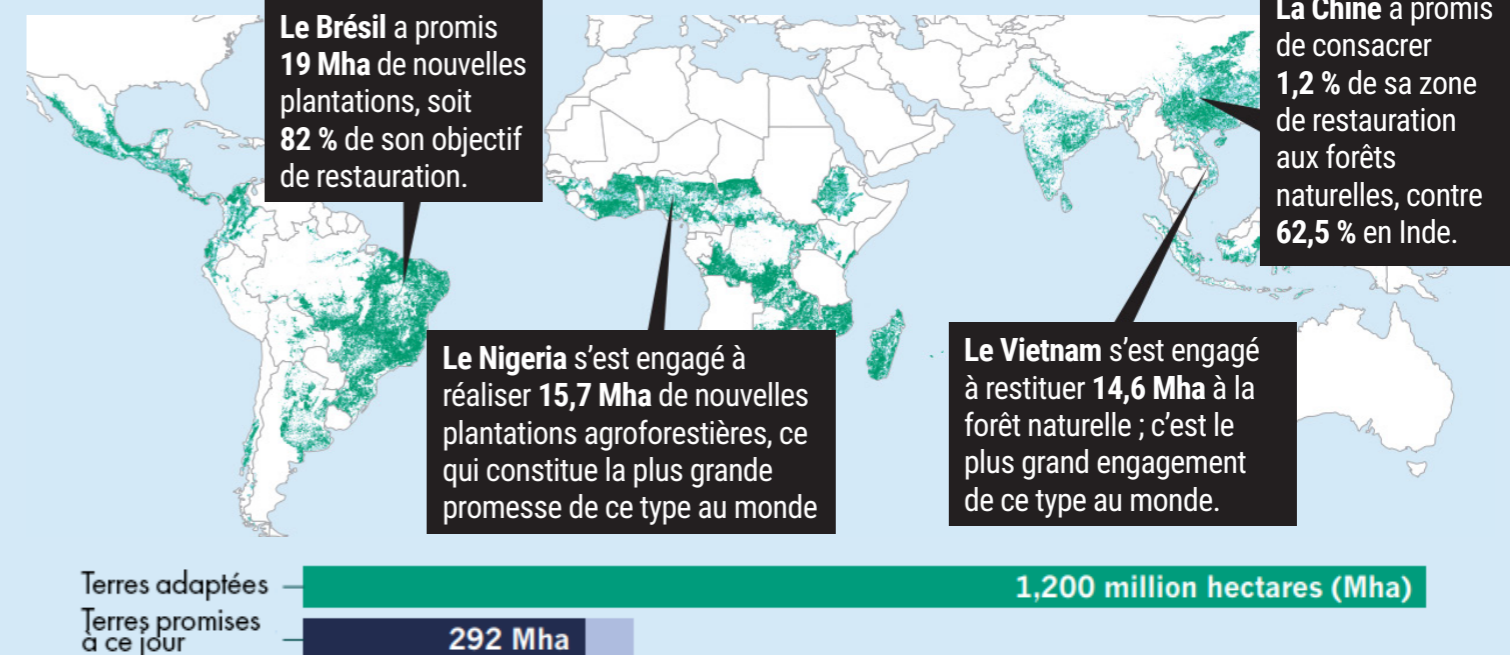 Le Brésil a promis
19 Mha de nouvelles
plantations, soit
82 % de son objectif
de restauration.
La Chine a promis
de consacrer
1,2 % de sa zone
de restauration
aux forêts
naturelles, contre
62,5 % en Inde.
Le Nigeria s'est engagé à
réaliser 15,7 Mha de nouvelles
plantations agroforestières, ce
qui constitue la plus grande
promesse de ce type au monde
Le Vietnam s'est engagé
à restituer 14,6 Mha à la
forêt naturelle ; c'est le
plus grand engagement
de ce type au monde.
Terres adaptées
1,200 million hectares (Mha)
Terres promises
à ce jour
292 Mha